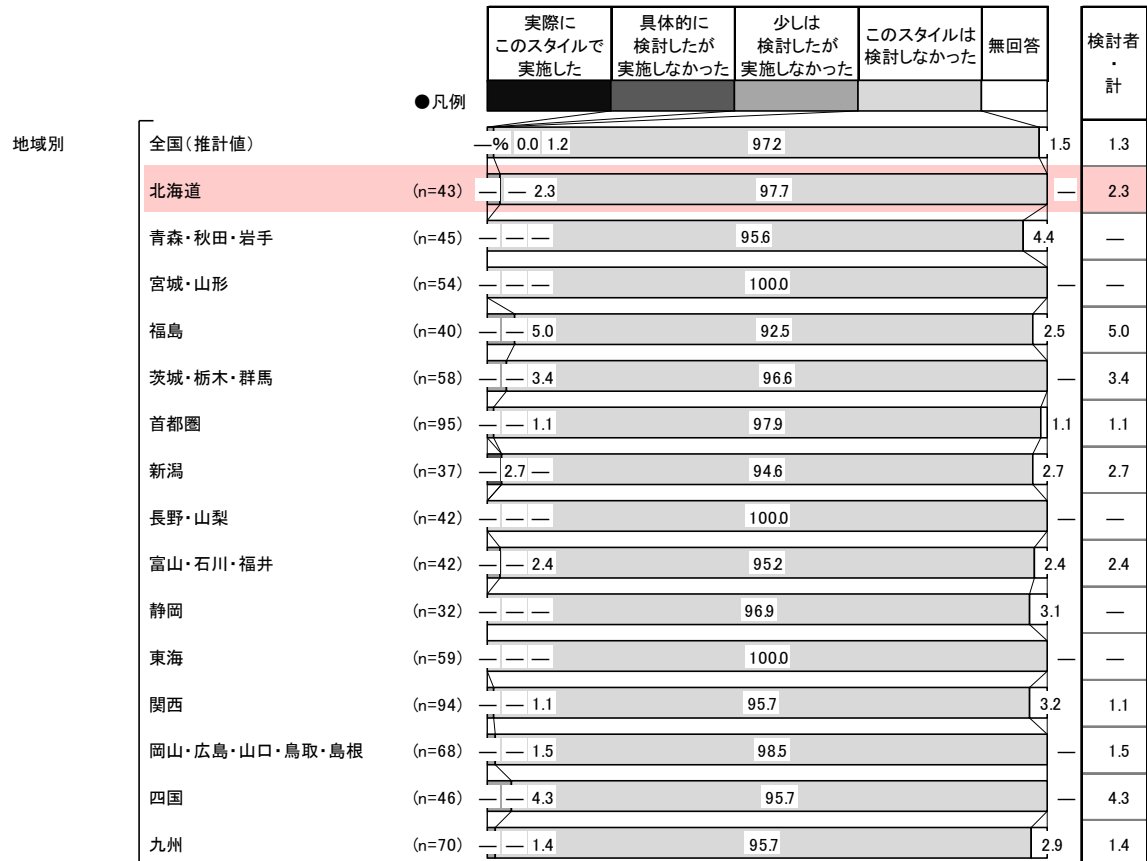 実際に
このスタイルで
実施した
具体的に
検討したが
実施しなかった
少しは
検討したが
実施しなかった
このスタイルは
検討しなかった
無回答
検討者
・
計
●凡例
地域別
全国(推計値) —% 0.0 1.2 97.2 1.5 1.3
北海道 (n=43) — — 2.3 97.7 — 2.3
青森・秋田・岩手 (n=45) — — — 95.6 4.4 —
宮城・山形 (n=54) — — — 100.0 — —
福島 (n=40) — — 5.0 92.5 2.5 5.0
茨城・栃木・群馬 (n=58) — — 3.4 96.6 — 3.4
首都圏 (n=95) — — 1.1 97.9 1.1 1.1
新潟 (n=37) — 2.7 — 94.6 2.7 2.7
長野・山梨 (n=42) — — — 100.0 — —
富山・石川・福井 (n=42) — — 2.4 95.2 2.4 2.4
静岡 (n=32) — — — 96.9 3.1 —
東海 (n=59) — — — 100.0 — —
関西 (n=94) — — 1.1 95.7 3.2 1.1
岡山・広島・山口・鳥取・島根 (n=68) — — 1.5 98.5 — 1.5
四国 (n=46) — — 4.3 95.7 — 4.3
九州 (n=70) — — 1.4 95.7 2.9 1.4